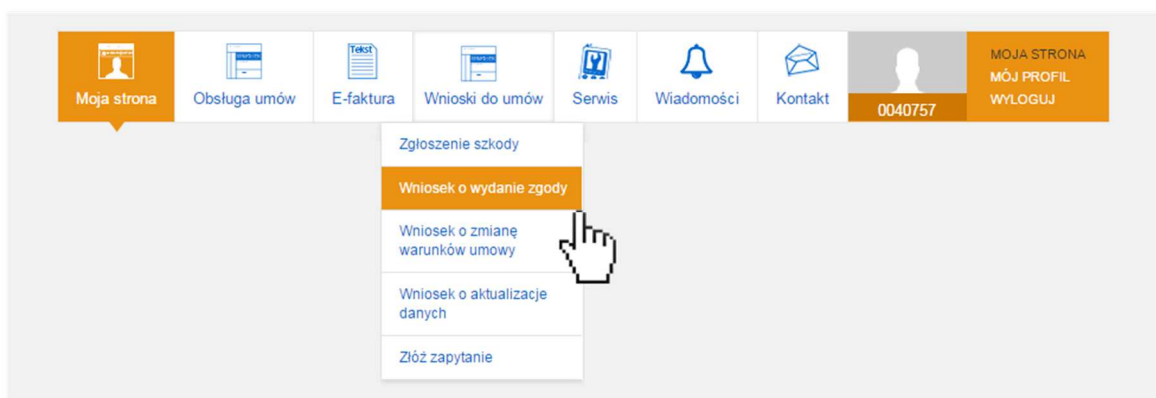 Tekst
Moja strona
Obsługa umów
E-faktura
Wnioski do umów
Serwis
Wiadomości
Kontakt
0040757
MOJA STRONA
MÓJ PROFIL
WYLOGUJ
Zgłoszenie szkody
Wniosek o wydanie zgody
Wniosek o zmianę
warunków umowy
Wniosek o aktualizacje
danych
Złóż zapytanie